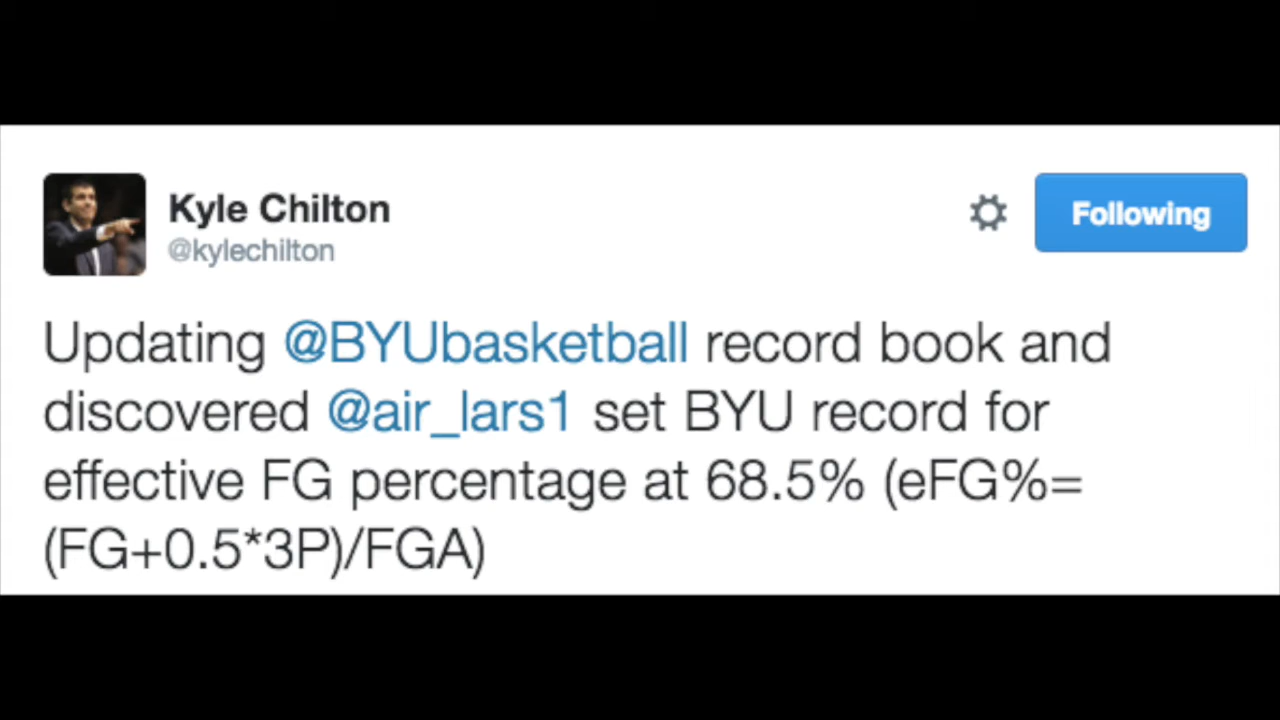 Kyle Chilton
@kylechilton
Following
Updating @BYUbasketball record book and
discovered @air_lars1 set BYU record for
effective FG percentage at 68.5% (eFG%=
(FG+0.5*3P)/FGA)